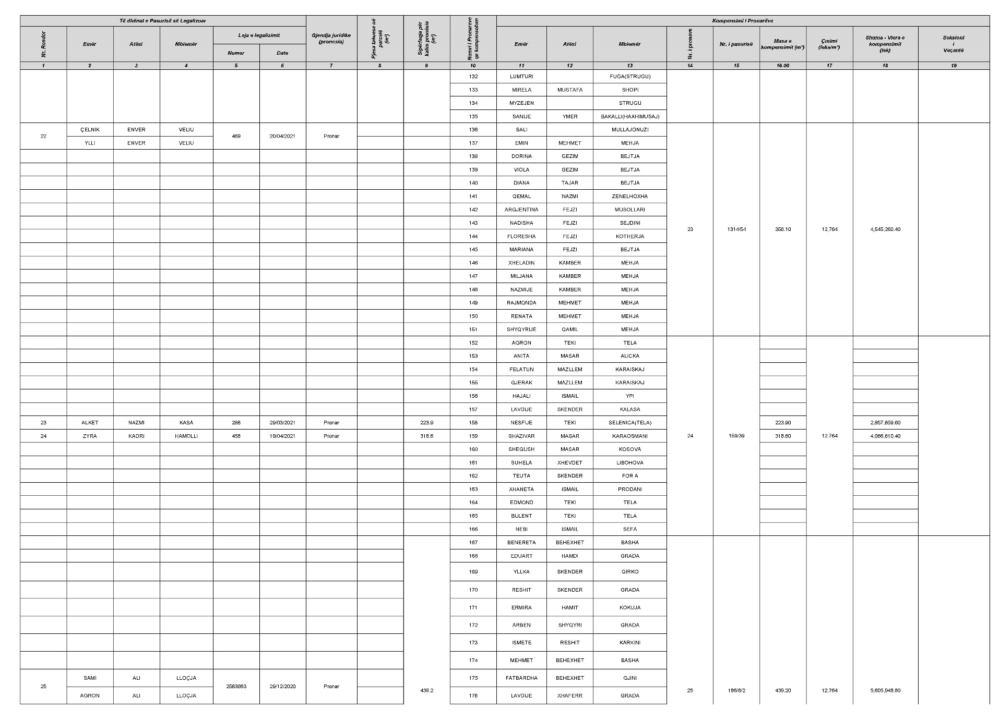 Të dhënat e Pasurisë së Legalizuar
Kompensimi i Pronarëve
Nr. Rendor
Emër
Atësi
Mbiemër
Leja e legalizimit
Numer
Date
Gjendja juridike
(pronesia)
Pjesa takuese në
parcelë
(m²)
Sipërfaqja për
kalim pronësie
(m²)
Numri i Pronareve
qe kompensohen
Emër
Atësi
Mbiemër
Nr. i pronave
Nr. i pasurisë
Masa e
kompensimit (m²)
Çmimi
(leke/m²)
Shuma - Vlera e
kompensimit
(lek)
Seksioni
i
Veçantë
1 2 3 4 5 6 7 8 9 10 11 12 13 14 15 16.00 17 18 19
132 LUMTURI FUGA(STRUGU)
133 MIRELA MUSTAFA SHOPI
134 MYZEJEN STRUGU
135 SANIJE YMER BAKALLI(HAXHIMUSAJ)
ÇELNIK ENVER VELIU 136 SALI MULLAJONUZI
22 469 20/04/2021 Pronar
YLLI ENVER VELIU 137 EMIN MEHMET MEHJA
138 DORINA GEZIM BEJTJA
139 VIOLA GEZIM BEJTJA
140 DIANA TAJAR BEJTJA
141 QEMAL NAZMI ZENELHOXHA
142 ARGJENTINA FEJZI MUSOLLARI
143 NADISHA FEJZI SEJDINI
23 1314/54 356.10 12,764 4,545,260.40
144 FLORESHA FEJZI KOTHERJA
145 MARIANA FEJZI BEJTJA
146 XHELADIN KAMBER MEHJA
147 MILJANA KAMBER MEHJA
148 NAZMIJE KAMBER MEHJA
149 RAJMONDA MEHMET MEHJA
150 RENATA MEHMET MEHJA
151 SHYQYRIJE QAMIL MEHJA
152 AGRON TEKI TELA
153 ANITA MASAR ALICKA
154 FELATUN MAZLLEM KARAISKAJ
155 GJERAK MAZLLEM KARAISKAJ
156 HAJALI ISMAIL YPI
157 LAVDIJE SKENDER KALASA
23 ALKET NAZMI KASA 288 29/03/2021 Pronar 223.9 158 NESFIJE TEKI SELENICA(TELA) 223.90 2,857,859.60
24 ZYRA KADRI HAMOLLI 458 19/04/2021 Pronar 318.6 159 SHAZIVAR MASAR KARAOSMANI 24 159/39 318.60 12,764 4,066,610.40
160 SHEGUSH MASAR KOSOVA
161 SUHELA XHEVDET LIBOHOVA
162 TEUTA SKENDER FOR A
163 XHANETA ISMAIL PRODANI
164 EDMOND TEKI TELA
165 BULENT TEKI TELA
166 NEBI ISMAIL SEFA
167 BENERETA BEHEXHET BASHA
168 EDUART HAMDI GRADA
169 YLLKA SKENDER QIRKO
170 RESHIT SKENDER GRADA
171 ERMIRA HAMIT KOKUJA
172 ARBEN SHYQYRI GRADA
173 ISMETE RESHIT KARKINI
174 MEHMET BEHEXHET BASHA
SAMI ALI LLOÇJA 175 FATBARDHA BEHEXHET GJINI
25 2583663 29/12/2020 Pronar
439.2 25 186/8/2 439.20 12,764 5,605,948.80
AGRON ALI LLOÇJA 176 LAVDIJE XHAFERR GRADA